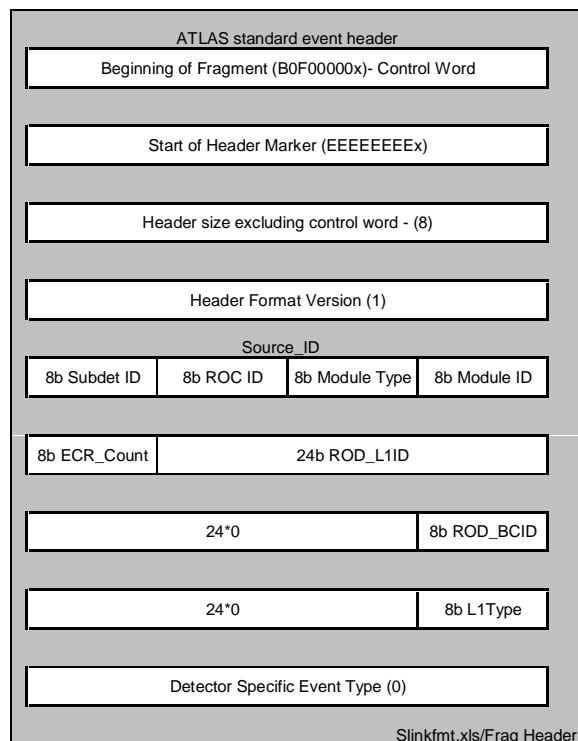 ATLAS standard event header
Beginning of Fragment (B0F00000x)- Control Word
Start of Header Marker (EEEEEEEEx)
Header size excluding control word - (8)
Header Format Version (1)
Source_ID
8b Subdet ID 8b ROC ID 8b Module Type 8b Module ID
8b ECR_Count 24b ROD_L1ID
24*0 8b ROD_BCID
24*0 8b L1Type
Detector Specific Event Type (0)
Slinkfmt.xls/Frag Header